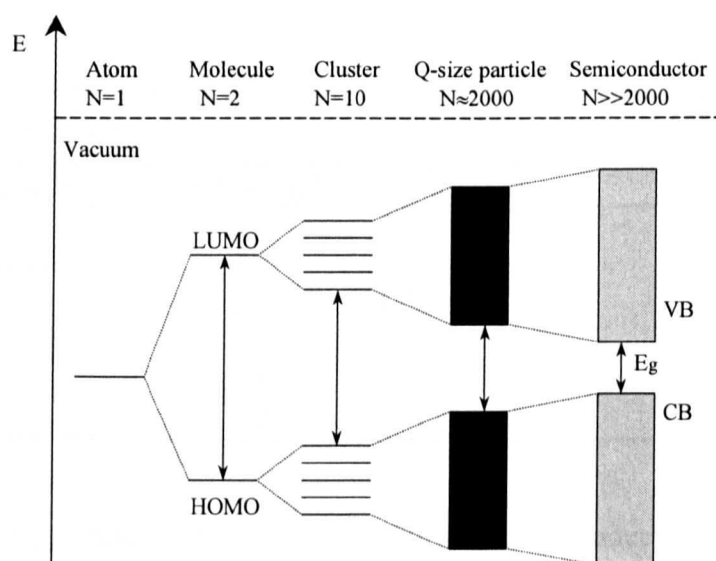 E
Atom Molecule Cluster Q-size particle Semiconductor
N=1 N=2 N=10 N≈2000 N>>2000
Vacuum
LUMO
VB
Eg
CB
HOMO